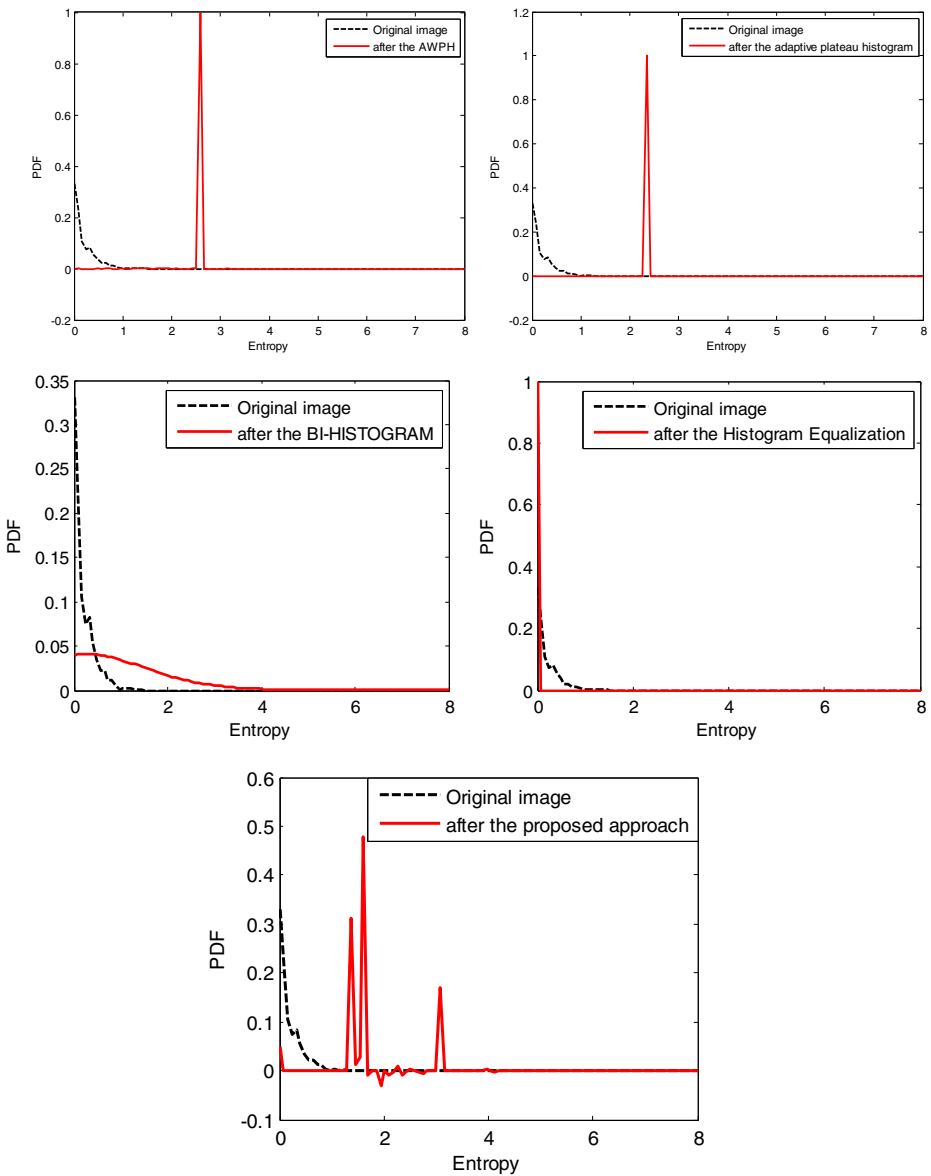 1
0.8
0.6
0.4
0.2
0
-0.2
PDF
Original image
after the AWPH
0 1 2 3 4 5 6 7 8
Entropy
1.2
1
0.8
0.6
0.4
0.2
0
-0.2
PDF
Original image
after the adaptive plateau histogram
0 1 2 3 4 5 6 7 8
Entropy
0.35
0.3
0.25
0.2
0.15
0.1
0.05
0
PDF
Original image
after the BI-HISTOGRAM
0 2 4 6 8
Entropy
1
0.8
0.6
0.4
0.2
0
PDF
Original image
after the Histogram Equalization
0 2 4 6 8
Entropy
0.6
0.5
0.4
0.3
0.2
0.1
0
-0.1
PDF
Original image
after the proposed approach
0 2 4 6 8
Entropy